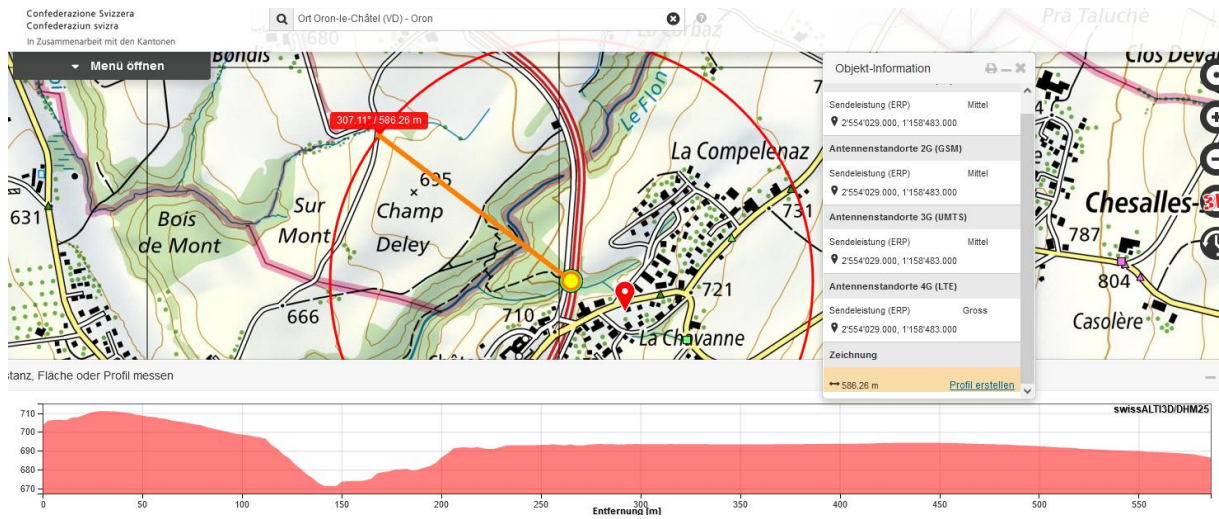 Confederazione Svizzera
Confederaziun svizra
In Zusammenarbeit mit den Kantonen
Ort Oron-le-Châtel (VD) - Oron
Menü öffnen
Bondis
680
La Corbaz
Prä Taluchè
Clos Deva
307.11° / 586.26 m
Le Flon
La Compelenaz
695
Champ
Deley
Sur
Mont
Bois
de Mont
631
666
710
721
731
La Chavanne
787
804
Chesalles-s
Casolère
3D
Objekt-Information
Sendeleistung (ERP) Mittel
2'554'029.000, 1'158'483.000
Antennenstandorte 2G (GSM)
Sendeleistung (ERP) Mittel
2'554'029.000, 1'158'483.000
Antennenstandorte 3G (UMTS)
Sendeleistung (ERP) Mittel
2'554'029.000, 1'158'483.000
Antennenstandorte 4G (LTE)
Sendeleistung (ERP) Gross
2'554'029.000, 1'158'483.000
Zeichnung
586.26 m Profil erstellen
stanz, Fläche oder Profil messen
swissALTI3D/DHM25
710
700
690
680
670
0 50 100 150 200 250 300 350 400 450 500 550
Entfernung [m]